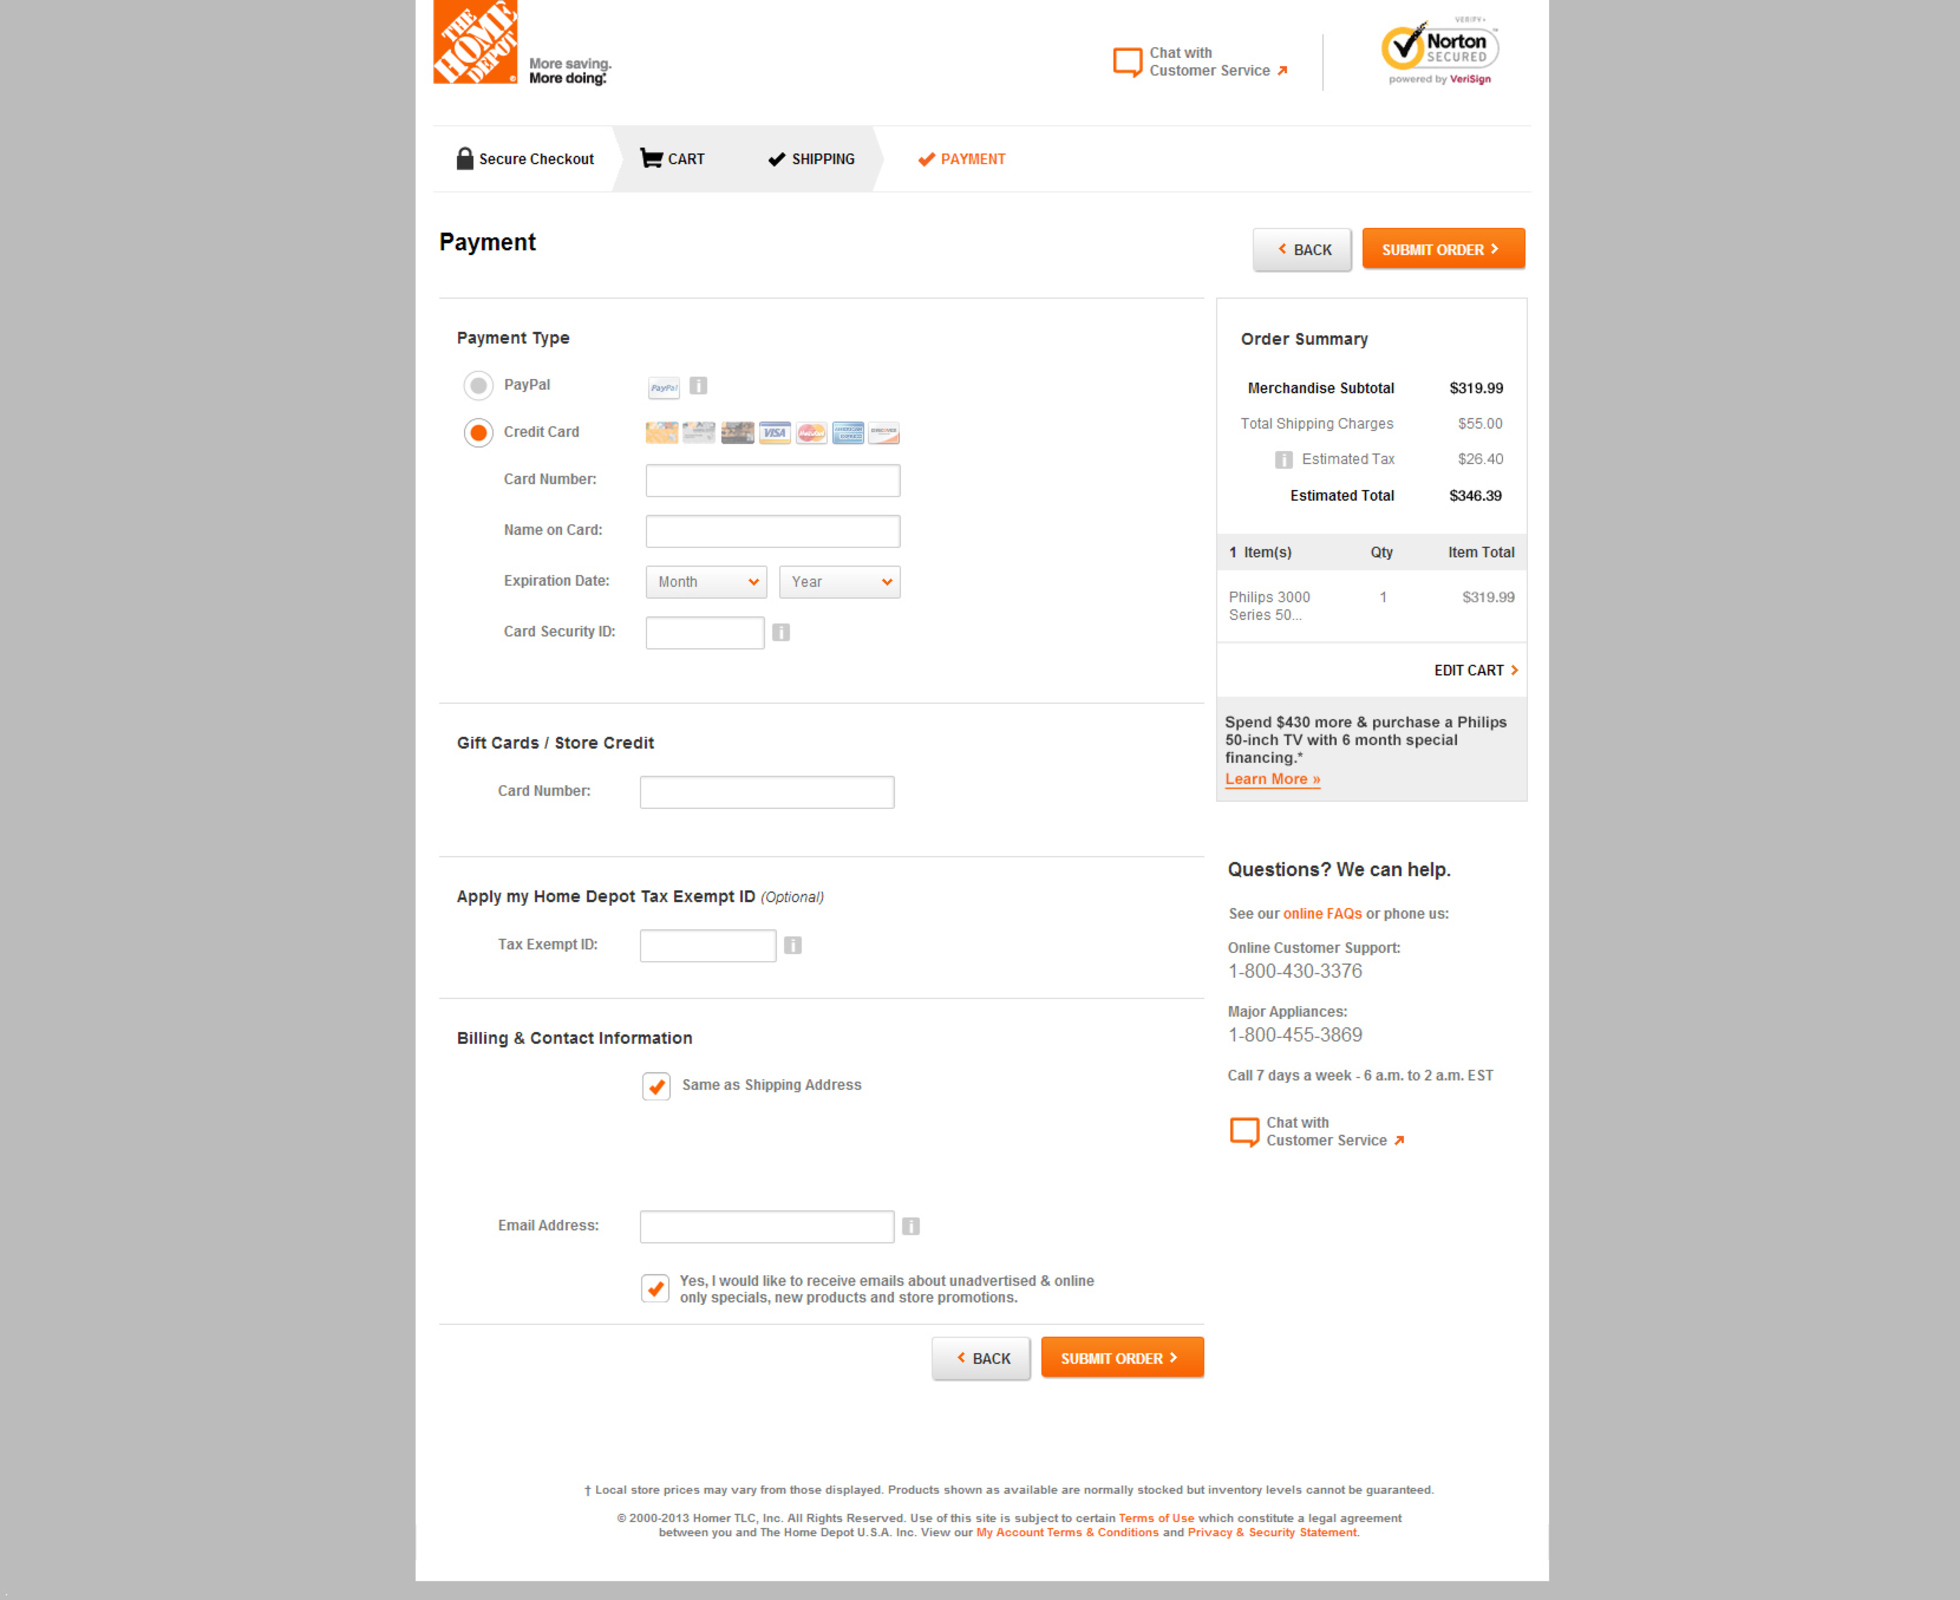 THE
HOME
DEPOT
More saving.
More doing.
Chat with
Customer Service
VERIFY
Norton
SECURED
powered by VeriSign
Secure Checkout
CART
SHIPPING
PAYMENT
Payment
BACK
SUBMIT ORDER
Payment Type
PayPal
PayPal
Credit Card
VISA
Card Number:
Name on Card:
Expiration Date:
Month
Year
Card Security ID:
Gift Cards / Store Credit
Card Number:
Apply my Home Depot Tax Exempt ID (Optional)
Tax Exempt ID:
Billing & Contact Information
Same as Shipping Address
Email Address:
Yes, I would like to receive emails about unadvertised & online
only specials, new products and store promotions.
BACK
SUBMIT ORDER
Order Summary
Merchandise Subtotal $319.99
Total Shipping Charges $55.00
Estimated Tax $26.40
Estimated Total $346.39
1 Item(s) Qty Item Total
Philips 3000 1 $319.99
Series 50...
EDIT CART
Spend $430 more & purchase a Philips
50-inch TV with 6 month special
financing.*
Learn More »
Questions? We can help.
See our online FAQs or phone us:
Online Customer Support:
1-800-430-3376
Major Appliances:
1-800-455-3869
Call 7 days a week - 6 a.m. to 2 a.m. EST
Chat with
Customer Service
† Local store prices may vary from those displayed. Products shown as available are normally stocked but inventory levels cannot be guaranteed.
© 2000-2013 Homer TLC, Inc. All Rights Reserved. Use of this site is subject to certain Terms of Use which constitute a legal agreement
between you and The Home Depot U.S.A. Inc. View our My Account Terms & Conditions and Privacy & Security Statement.